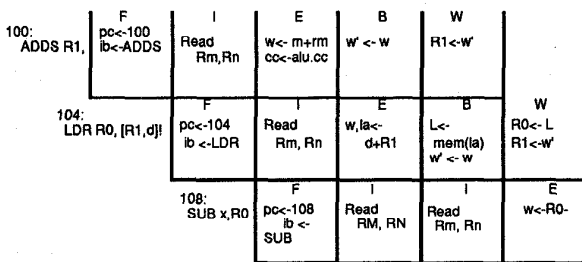 F I E B W
100:
ADDS R1,
pc<-100
ib<-ADDS
Read
Rm,Rn
w<- rn+rm
cc<-alu.cc
w' <- w
R1<-w'
F I E B W
104:
LDR R0, [R1,d]!
pc<-104
ib <-LDR
Read
Rm, Rn
w,la<-
d+R1
L<-
mem(la)
w' <- w
R0<- L
R1<-w'
F I I E
108:
SUB x,R0
pc<-108
ib <-
SUB
Read
RM, RN
Read
Rm, Rn
w<-R0-